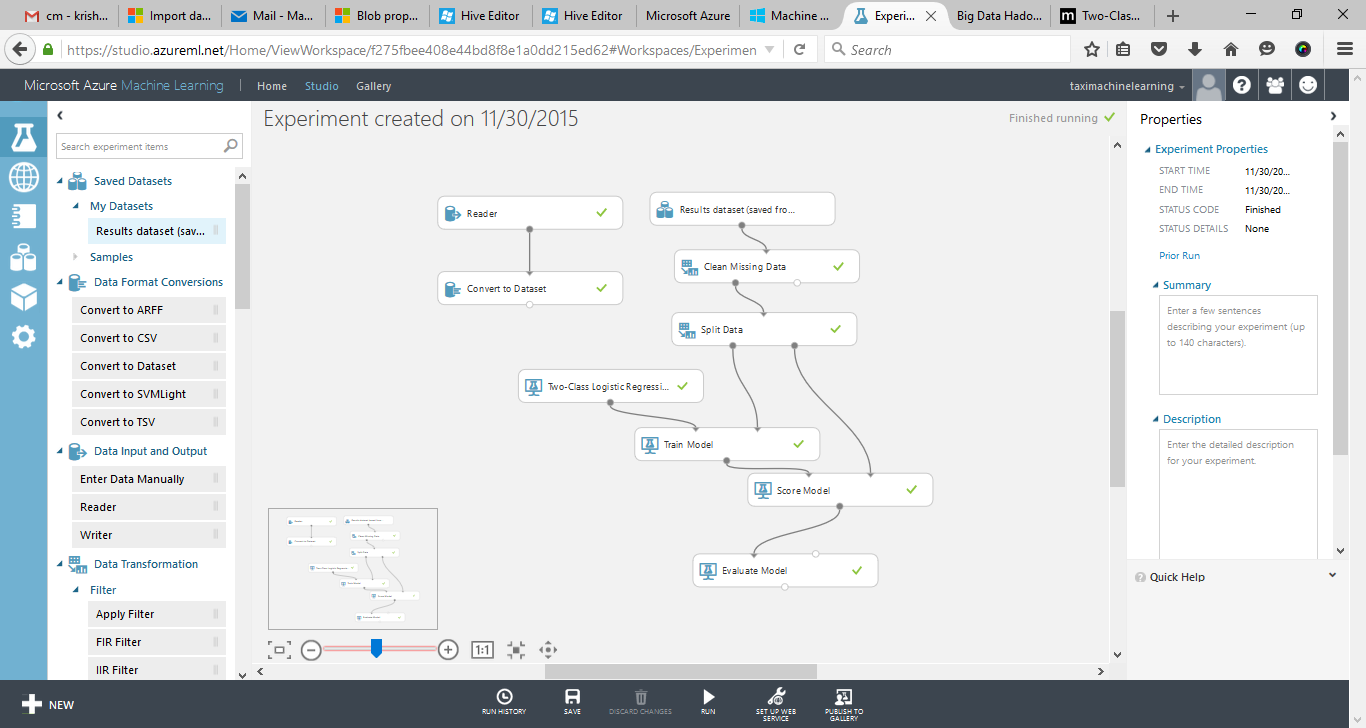 cm - krish...
Import da...
Mail - Ma...
Blob prop...
Hive Editor
Hive Editor
Microsoft Azure
Machine ...
Experi...
Big Data Hado...
Two-Clas...
https://studio.azureml.net/Home/ViewWorkspace/f275fbee408e44bd8f8e1a0dd215ed62#Workspaces/Experimen
Search
Microsoft Azure Machine Learning
Home
Studio
Gallery
taximachinelearning
Search experiment items
Saved Datasets
My Datasets
Results dataset (sav...
Samples
Data Format Conversions
Convert to ARFF
Convert to CSV
Convert to Dataset
Convert to SVMLight
Convert to TSV
Data Input and Output
Enter Data Manually
Reader
Writer
Data Transformation
Filter
Apply Filter
FIR Filter
IIR Filter
Experiment created on 11/30/2015
Finished running
Reader
Results dataset (saved fro...
Clean Missing Data
Convert to Dataset
Split Data
Two-Class Logistic Regressi...
Train Model
Score Model
Evaluate Model
1:1
Properties
Experiment Properties
START TIME 11/30/20...
END TIME 11/30/20...
STATUS CODE Finished
STATUS DETAILS None
Prior Run
Summary
Enter a few sentences
describing your experiment (up
to 140 characters).
Description
Enter the detailed description
for your experiment.
Quick Help
NEW
RUN HISTORY
SAVE
DISCARD CHANGES
RUN
SET UP WEB
SERVICE
PUBLISH TO
GALLERY